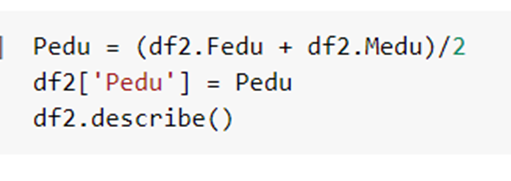 Pedu = (df2.Fedu + df2.Medu)/2
df2['Pedu'] = Pedu
df2.describe()